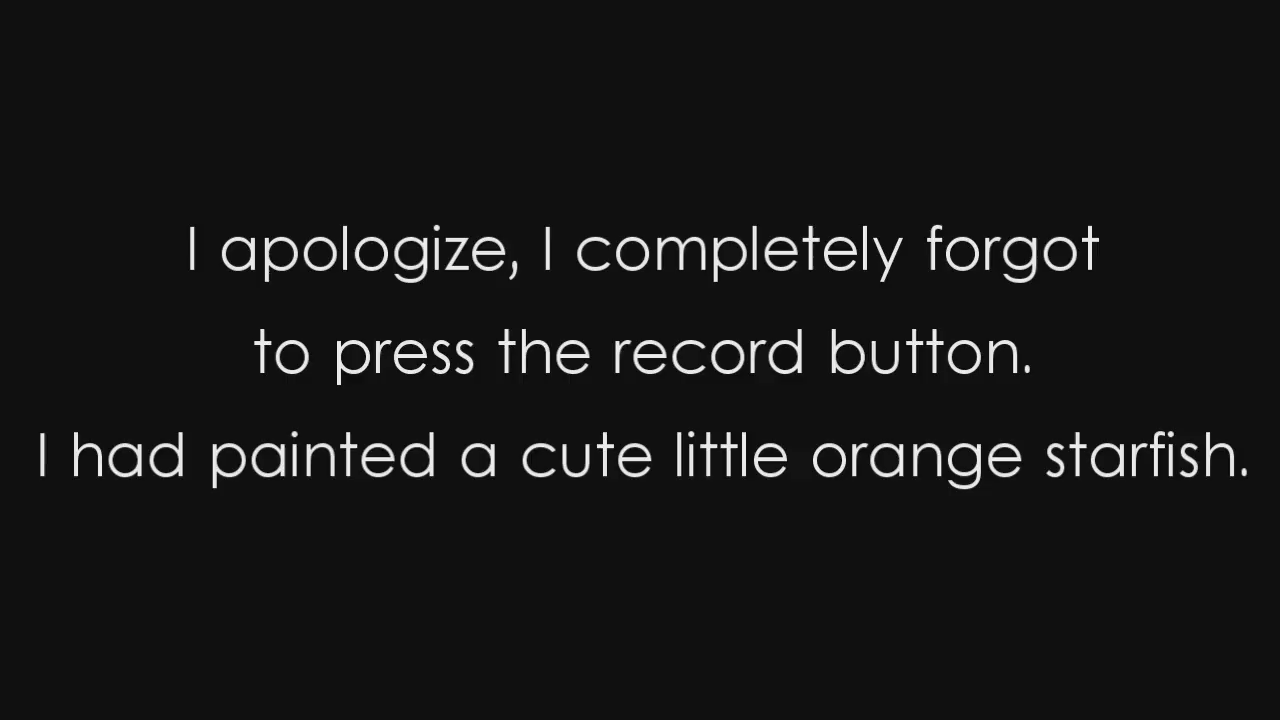 I apologize, I completely forgot
to press the record button.
I had painted a cute little orange starfish.